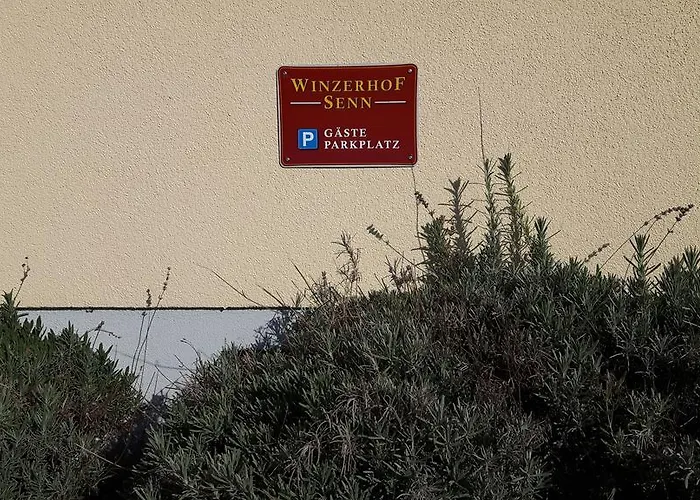 WINZERHOF
SENN
P GÄSTE
PARKPLATZ